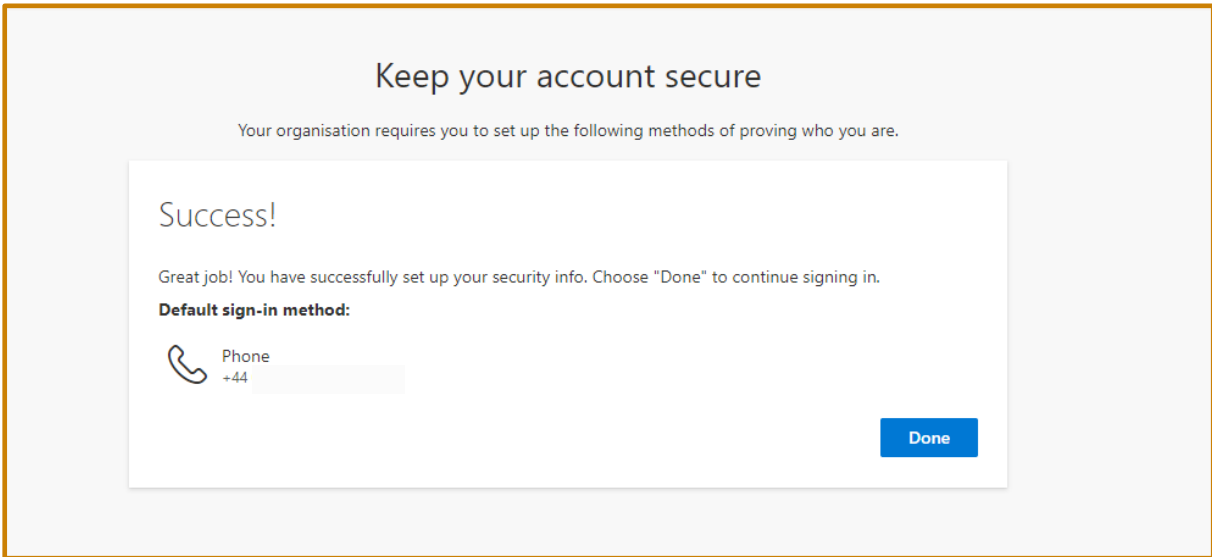 Keep your account secure
Your organisation requires you to set up the following methods of proving who you are.
Success!
Great job! You have successfully set up your security info. Choose "Done" to continue signing in.
Default sign-in method:
Phone
+44
Done